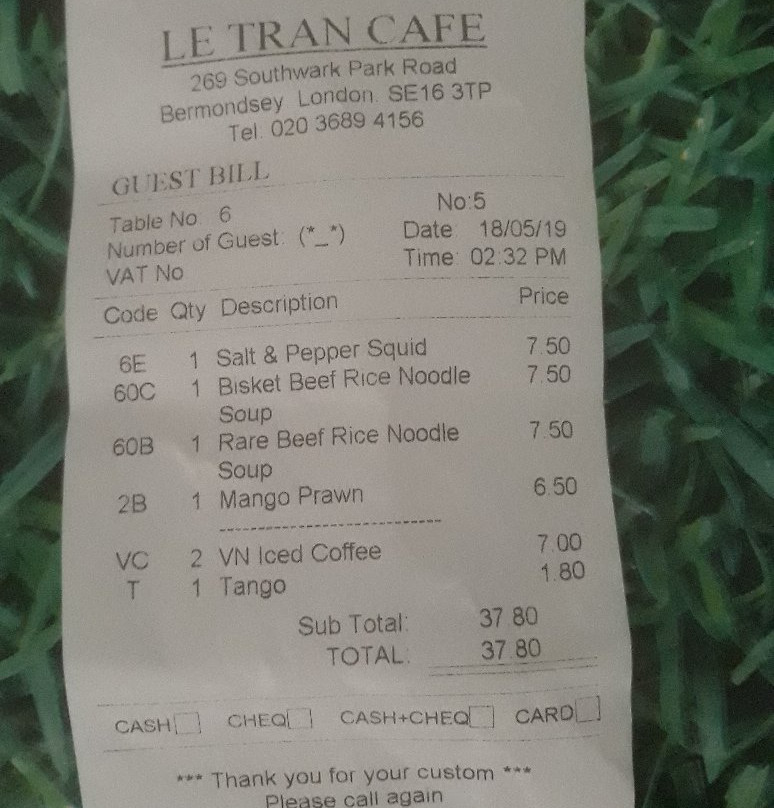 LE TRAN CAFE
269 Southwark Park Road
Bermondsey London. SE16 3TP
Tel: 020 3689 4156
GUEST BILL
Table No: 6 No:5
Number of Guest: (*_*) Date: 18/05/19
VAT No Time: 02:32 PM
Code Qty Description Price
6E 1 Salt & Pepper Squid 7.50
60C 1 Bisket Beef Rice Noodle 7.50
Soup
60B 1 Rare Beef Rice Noodle 7.50
Soup
2B 1 Mango Prawn 6.50
---------------------------
VC 2 VN Iced Coffee 7.00
T 1 Tango 1.80
Sub Total: 37.80
TOTAL: 37.80
CASH CHEQ CASH+CHEQ CARD
*** Thank you for your custom ***
Please call again